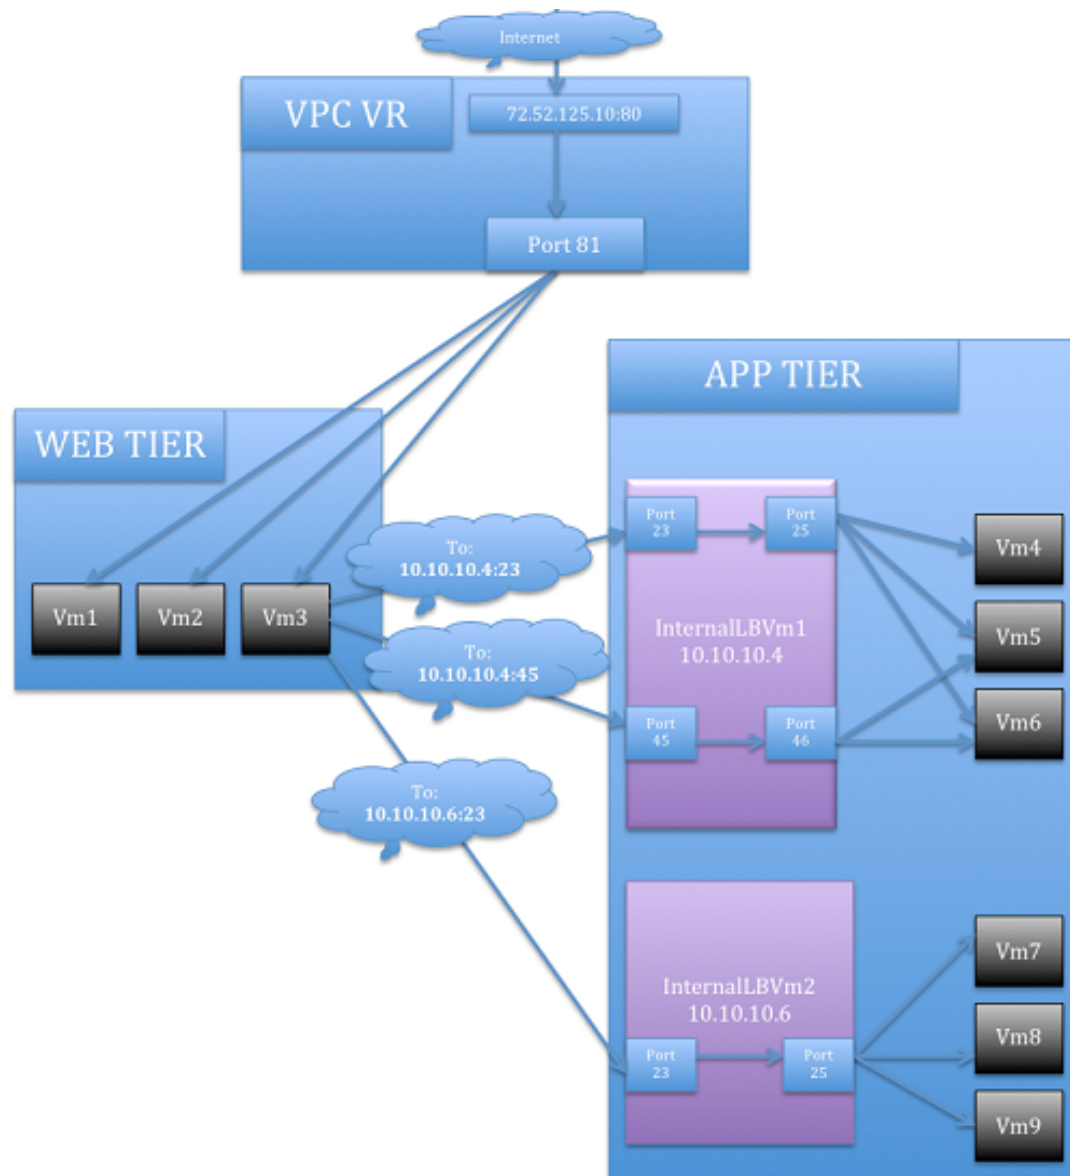 Internet
VPC VR
72.52.125.10:80
Port 81
APP TIER
WEB TIER
Port
23
Port
25
To:
10.10.10.4:23
Vm4
Vm1
Vm2
Vm3
InternalLBVm1
10.10.10.4
Vm5
To:
10.10.10.4:45
Port
45
Port
46
Vm6
To:
10.10.10.6:23
InternalLBVm2
10.10.10.6
Vm7
Port
23
Port
25
Vm8
Vm9